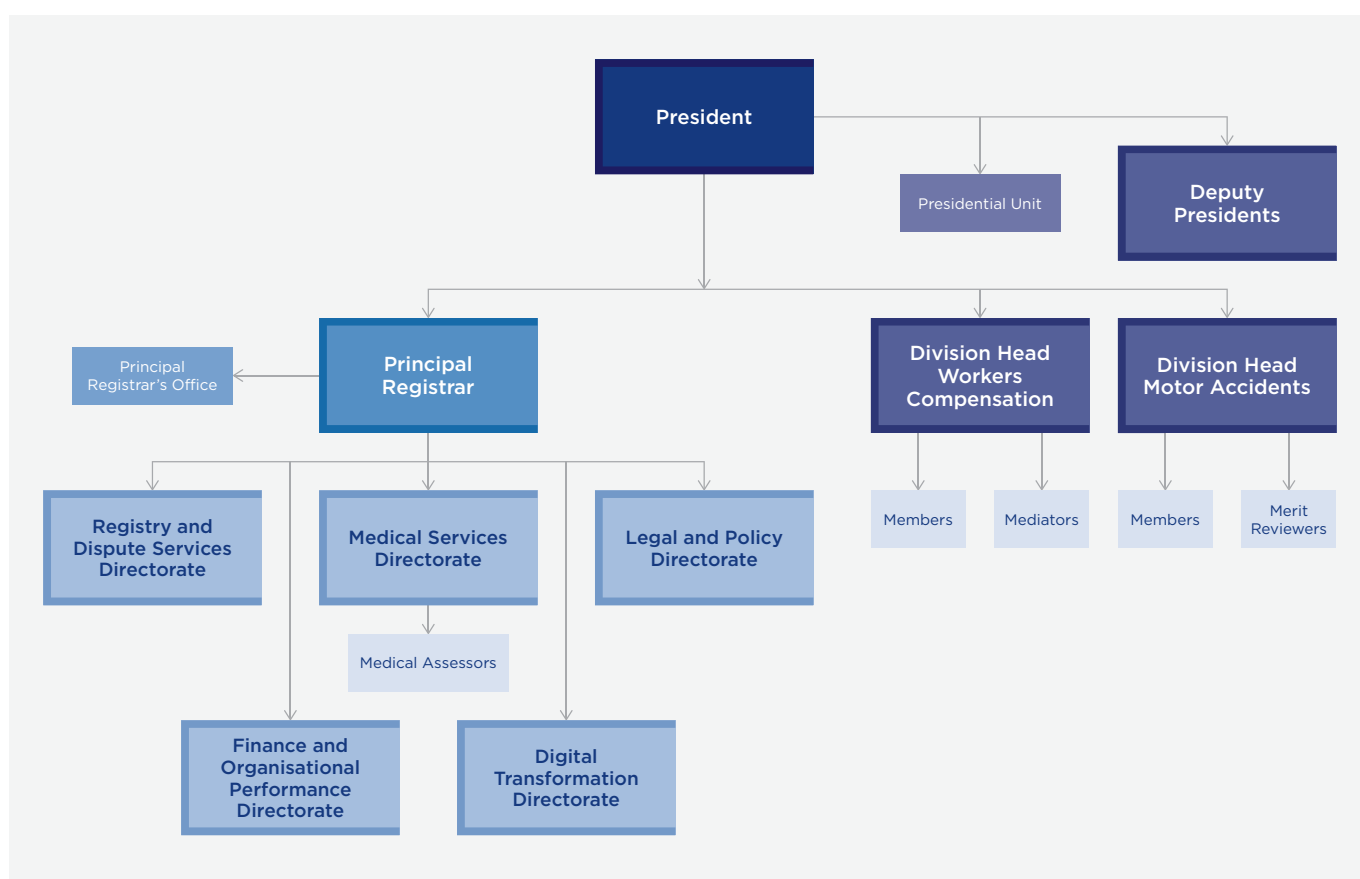 President
Presidential Unit
Deputy
Presidents
Principal
Registrar's Office
Principal
Registrar
Division Head
Workers
Compensation
Division Head
Motor Accidents
Registry and
Dispute Services
Directorate
Medical Services
Directorate
Legal and Policy
Directorate
Members
Mediators
Members
Merit
Reviewers
Medical Assessors
Finance and
Organisational
Performance
Directorate
Digital
Transformation
Directorate